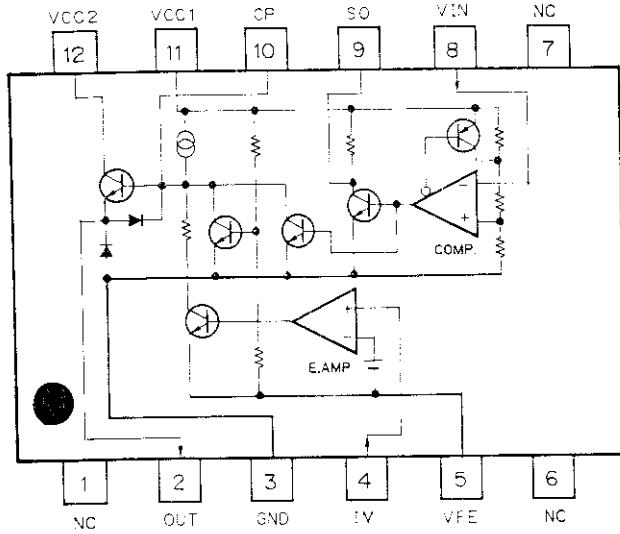 VCC2 VCC1 CP SO VIN NC
12 11 10 9 8 7
-
+
COMP.
+
-
E.AMP
1 2 3 4 5 6
NC OUT GND IV VFE NC